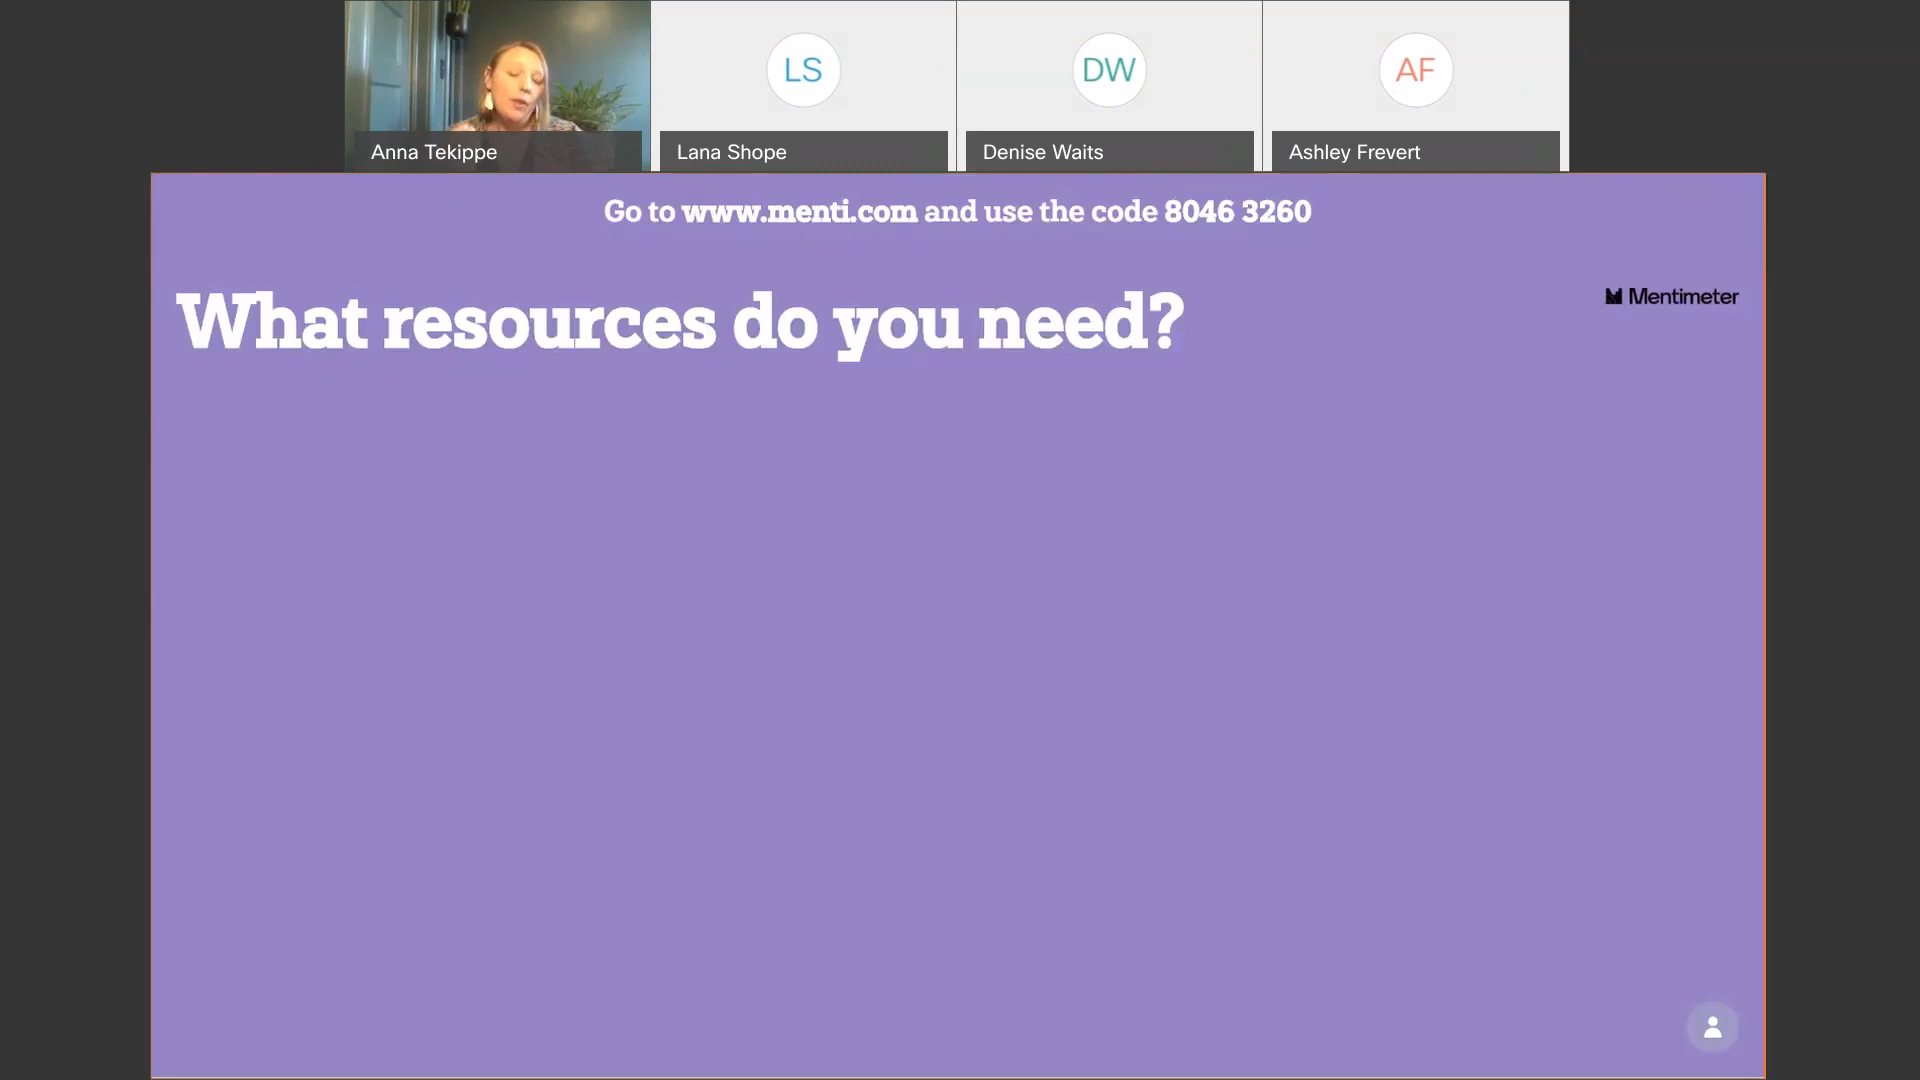 LS
DW
AF
Anna Tekippe
Lana Shope
Denise Waits
Ashley Frevert
Go to www.menti.com and use the code 8046 3260
What resources do you need?
Mentimeter